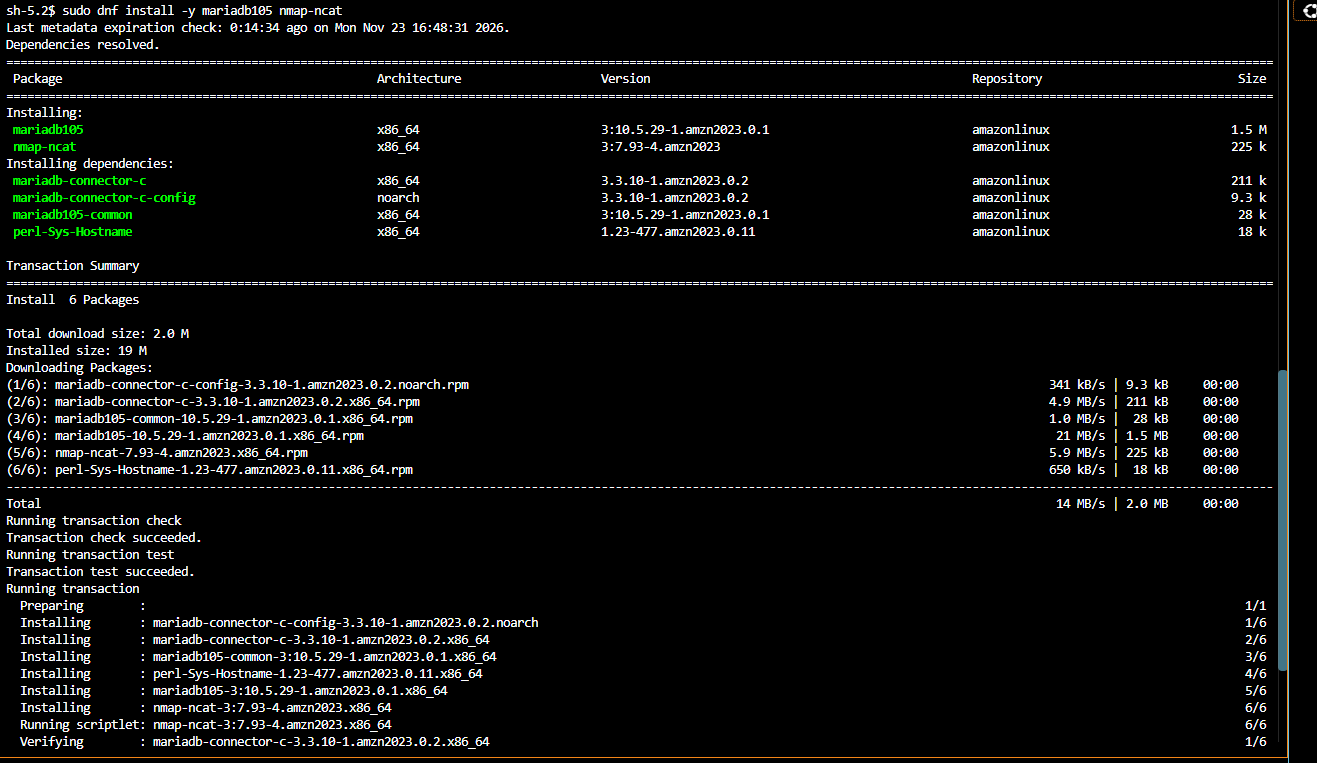 sh-5.2$ sudo dnf install -y mariadb105 nmap-ncat
Last metadata expiration check: 0:14:34 ago on Mon Nov 23 16:48:31 2026.
Dependencies resolved.
================================================================================
Package Architecture Version Repository Size
================================================================================
Installing:
mariadb105 x86_64 3:10.5.29-1.amzn2023.0.1 amazonlinux 1.5 M
nmap-ncat x86_64 3:7.93-4.amzn2023 amazonlinux 225 k
Installing dependencies:
mariadb-connector-c x86_64 3.3.10-1.amzn2023.0.2 amazonlinux 211 k
mariadb-connector-c-config noarch 3.3.10-1.amzn2023.0.2 amazonlinux 9.3 k
mariadb105-common x86_64 3:10.5.29-1.amzn2023.0.1 amazonlinux 28 k
perl-Sys-Hostname x86_64 1.23-477.amzn2023.0.11 amazonlinux 18 k
Transaction Summary
================================================================================
Install 6 Packages
Total download size: 2.0 M
Installed size: 19 M
Downloading Packages:
(1/6): mariadb-connector-c-config-3.3.10-1.amzn2023.0.2.noarch.rpm 341 kB/s | 9.3 kB 00:00
(2/6): mariadb-connector-c-3.3.10-1.amzn2023.0.2.x86_64.rpm 4.9 MB/s | 211 kB 00:00
(3/6): mariadb105-common-10.5.29-1.amzn2023.0.1.x86_64.rpm 1.0 MB/s | 28 kB 00:00
(4/6): mariadb105-10.5.29-1.amzn2023.0.1.x86_64.rpm 21 MB/s | 1.5 MB 00:00
(5/6): nmap-ncat-7.93-4.amzn2023.x86_64.rpm 5.9 MB/s | 225 kB 00:00
(6/6): perl-Sys-Hostname-1.23-477.amzn2023.0.11.x86_64.rpm 650 kB/s | 18 kB 00:00
--------------------------------------------------------------------------------
Total 14 MB/s | 2.0 MB 00:00
Running transaction check
Transaction check succeeded.
Running transaction test
Transaction test succeeded.
Running transaction
Preparing : 1/1
Installing : mariadb-connector-c-config-3.3.10-1.amzn2023.0.2.noarch 1/6
Installing : mariadb-connector-c-3.3.10-1.amzn2023.0.2.x86_64 2/6
Installing : mariadb105-common-3:10.5.29-1.amzn2023.0.1.x86_64 3/6
Installing : perl-Sys-Hostname-1.23-477.amzn2023.0.11.x86_64 4/6
Installing : mariadb105-3:10.5.29-1.amzn2023.0.1.x86_64 5/6
Installing : nmap-ncat-3:7.93-4.amzn2023.x86_64 6/6
Running scriptlet: nmap-ncat-3:7.93-4.amzn2023.x86_64 6/6
Verifying : mariadb-connector-c-3.3.10-1.amzn2023.0.2.x86_64 1/6